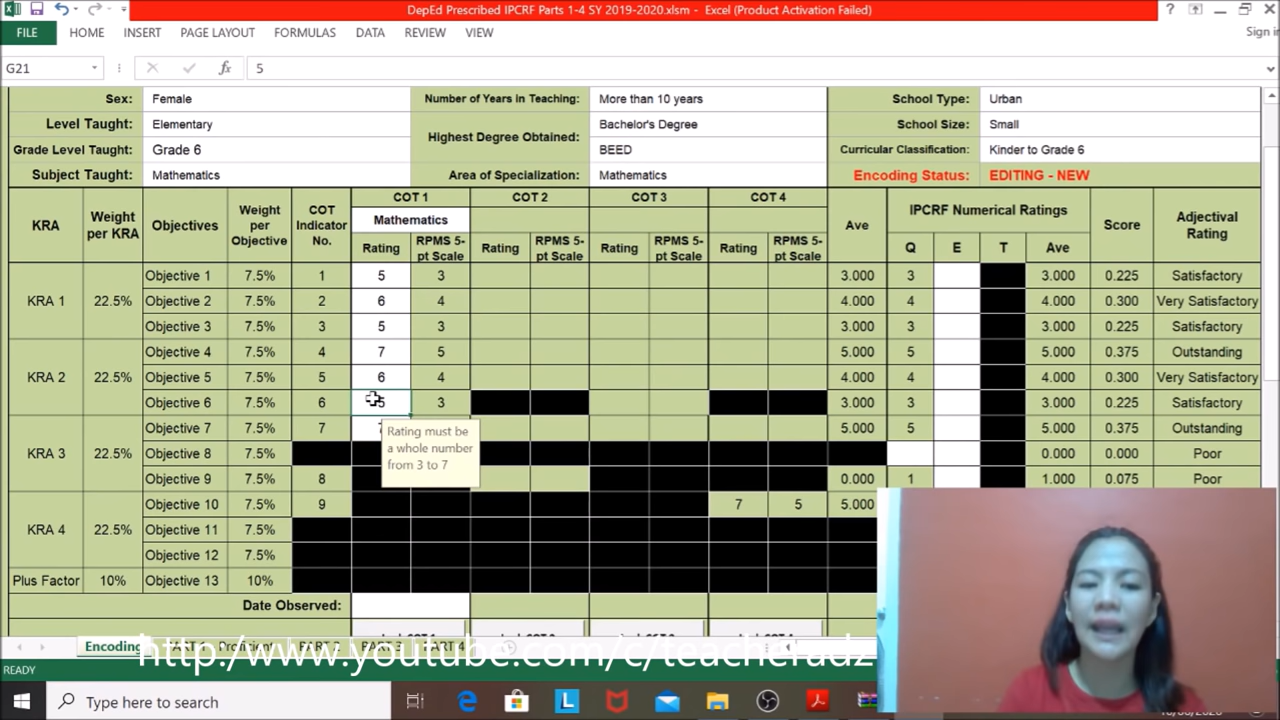 DepEd Prescribed IPCRF Parts 1-4 SY 2019-2020.xlsm - Excel (Product Activation Failed)
FILE HOME INSERT PAGE LAYOUT FORMULAS DATA REVIEW VIEW Sign in
G21 fx 5
Sex: Female Number of Years in Teaching: More than 10 years School Type: Urban
Level Taught: Elementary Highest Degree Obtained: Bachelor's Degree School Size: Small
Grade Level Taught: Grade 6 BEED Curricular Classification: Kinder to Grade 6
Subject Taught: Mathematics Area of Specialization: Mathematics Encoding Status: EDITING - NEW
KRA Weight per KRA Objectives Weight per Objective COT Indicator No. COT 1 COT 2 COT 3 COT 4 Ave IPCRF Numerical Ratings Score Adjectival Rating
Mathematics
Rating RPMS 5-pt Scale Rating RPMS 5-pt Scale Rating RPMS 5-pt Scale Rating RPMS 5-pt Scale Q E T Ave
KRA 1 22.5% Objective 1 7.5% 1 5 3 3.000 3 3.000 0.225 Satisfactory
Objective 2 7.5% 2 6 4 4.000 4 4.000 0.300 Very Satisfactory
Objective 3 7.5% 3 5 3 3.000 3 3.000 0.225 Satisfactory
KRA 2 22.5% Objective 4 7.5% 4 7 5 5.000 5 5.000 0.375 Outstanding
Objective 5 7.5% 5 6 4 4.000 4 4.000 0.300 Very Satisfactory
Objective 6 7.5% 6 5 3 3.000 3 3.000 0.225 Satisfactory
KRA 3 22.5% Objective 7 7.5% 7 5.000 5 5.000 0.375 Outstanding
Rating must be
a whole number
from 3 to 7
Objective 8 7.5% 0.000 0.000 Poor
Objective 9 7.5% 8 0.000 1 1.000 0.075 Poor
KRA 4 22.5% Objective 10 7.5% 9 7 5 5.000
Objective 11 7.5%
Objective 12 7.5%
Plus Factor 10% Objective 13 10%
Date Observed:
Encoding PART 2 PART 3 PART 4
http:/www.youtube.com/c/teacheradz
READY
Type here to search